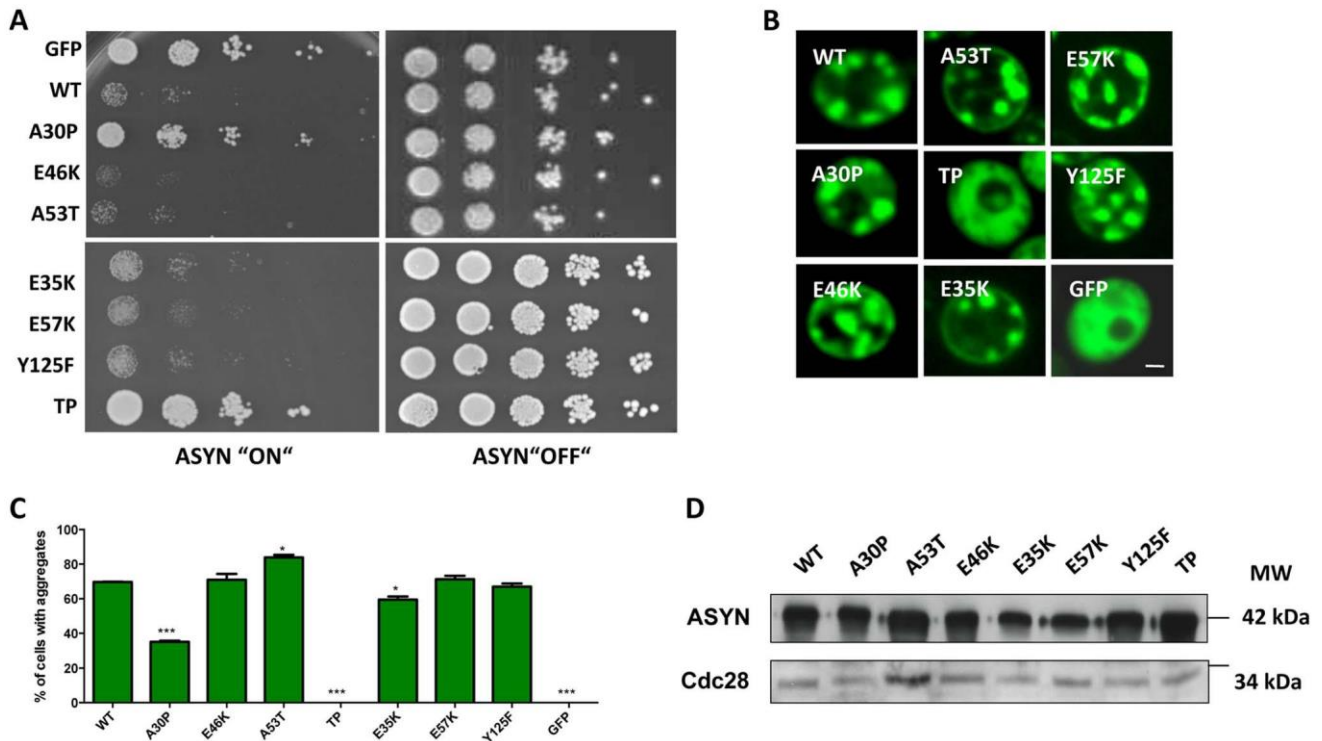 A
GFP
WT
A30P
E46K
A53T
E35K
E57K
Y125F
TP
ASYN “ON“
ASYN“OFF“
B
WT
A53T
E57K
A30P
TP
Y125F
E46K
E35K
GFP
C
% of cells with aggregates
100
80
60
40
20
0
***
*
***
*
***
WT
A30P
E46K
A53T
TP
E35K
E57K
Y125F
GFP
D
WT
A30P
A53T
E46K
E35K
E57K
Y125F
TP
MW
ASYN
42 kDa
Cdc28
34 kDa